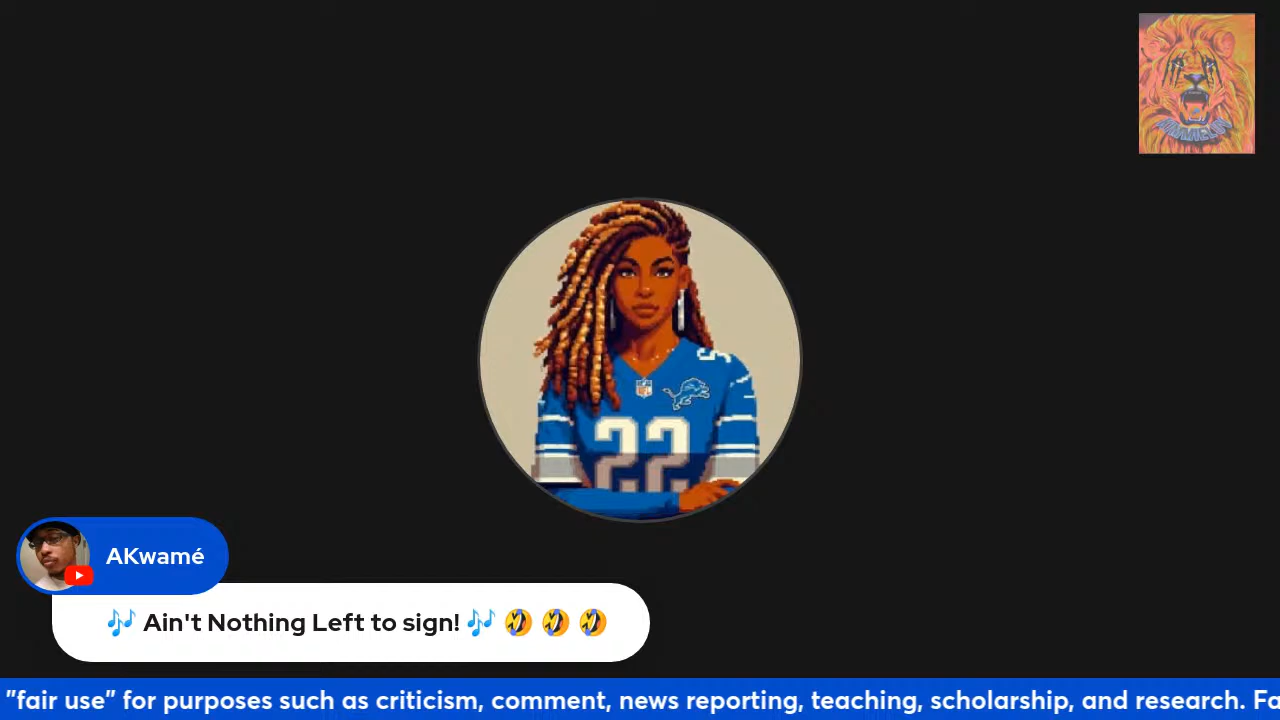 22
AKwamé
🎶 Ain't Nothing Left to sign! 🎶 🤣 🤣 🤣
"fair use" for purposes such as criticism, comment, news reporting, teaching, scholarship, and research. Fa